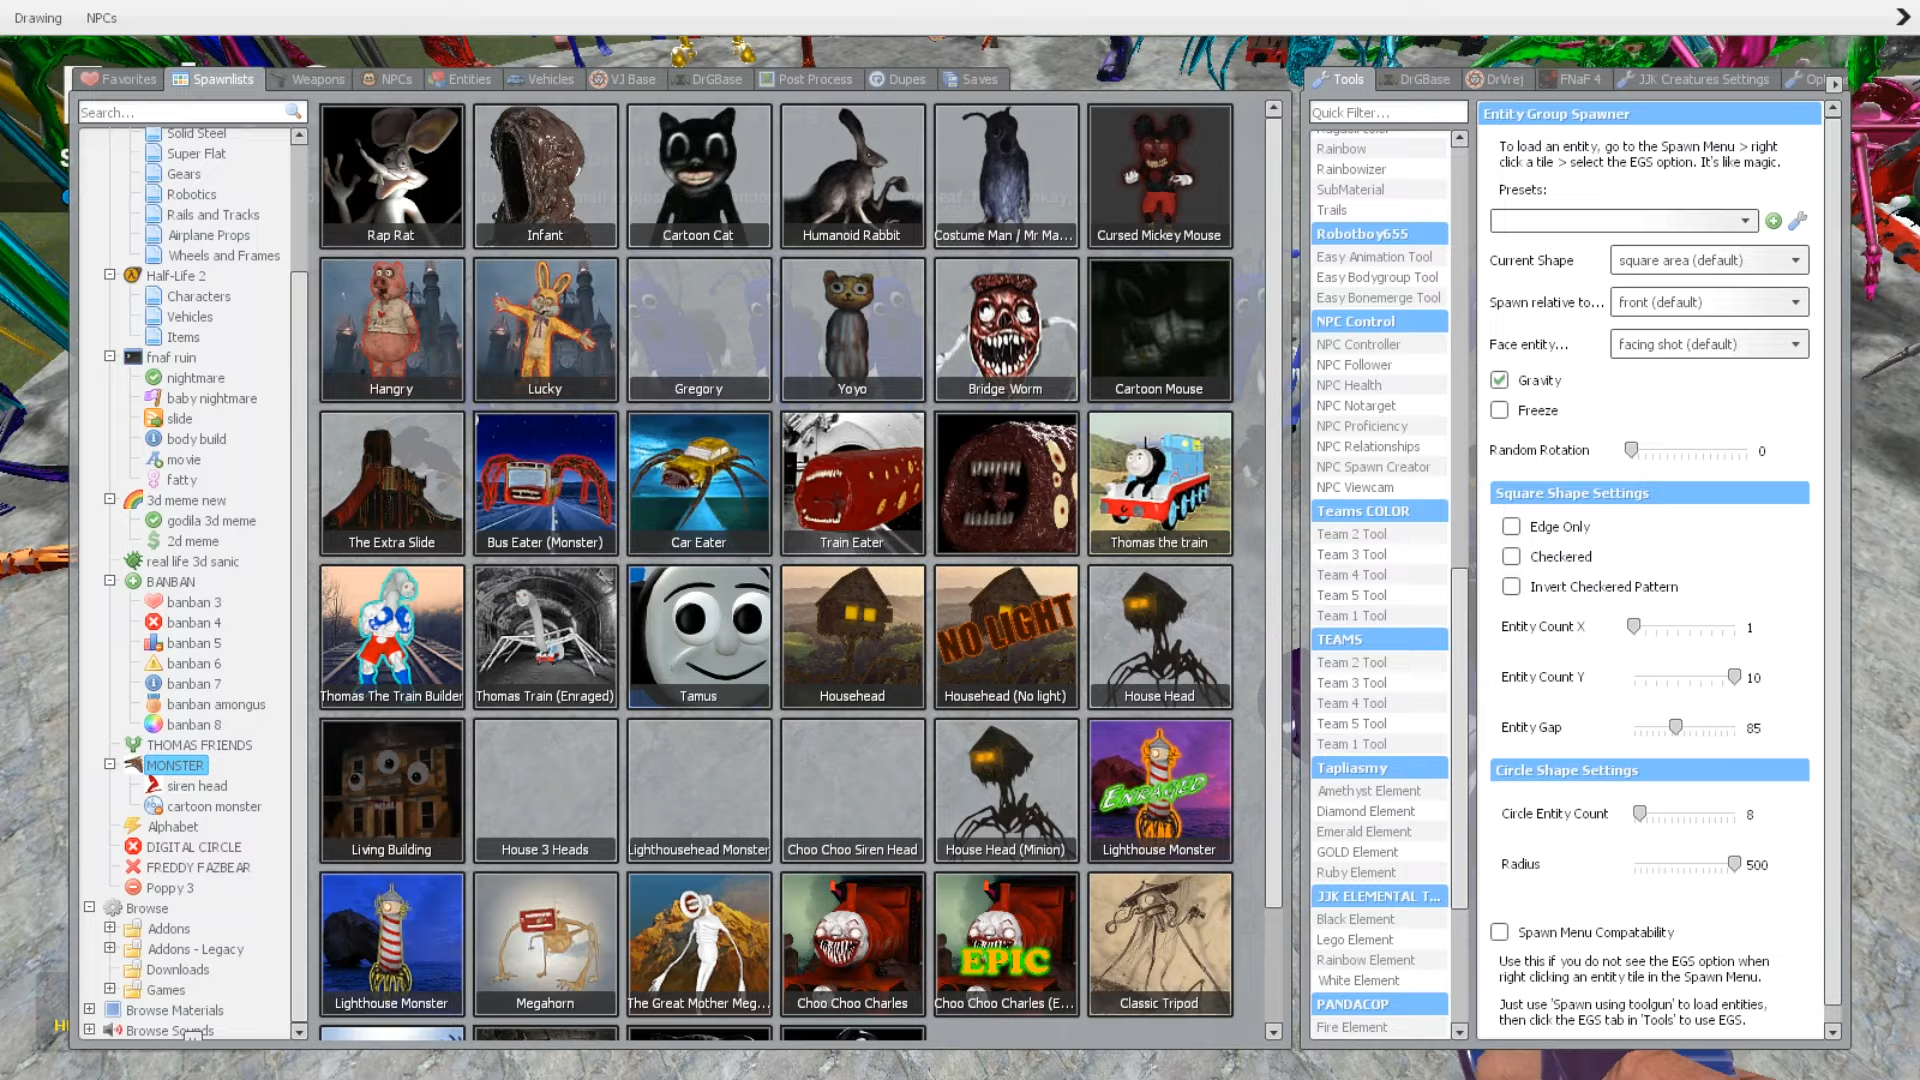 Drawing NPCs
Favorites Spawnlists Weapons NPCs Entities Vehicles VJ Base DrGBase Post Process Dupes Saves
Search...
Solid Steel
Super Flat
Gears
Robotics
Rails and Tracks
Airplane Props
Wheels and Frames
Half-Life 2
Characters
Vehicles
Items
fnaf ruin
nightmare
baby nightmare
slide
body build
movie
fatty
3d meme new
godila 3d meme
2d meme
real life 3d sanic
BANBAN
banban 3
banban 4
banban 5
banban 6
banban 7
banban amongus
banban 8
THOMAS FRIENDS
MONSTER
siren head
cartoon monster
Alphabet
DIGITAL CIRCLE
FREDDY FAZBEAR
Poppy 3
Browse
Addons
Addons - Legacy
Downloads
Games
Browse Materials
Browse Sounds
Rap Rat
Infant
Cartoon Cat
Humanoid Rabbit
Costume Man / Mr Ma...
Cursed Mickey Mouse
Hangry
Lucky
Gregory
Yoyo
Bridge Worm
Cartoon Mouse
The Extra Slide
Bus Eater (Monster)
Car Eater
Train Eater
Thomas the train
NO LIGHT
Thomas The Train Builder
Thomas Train (Enraged)
Tamus
Househead
Househead (No light)
House Head
ENRAGED
Living Building
House 3 Heads
Lighthousehead Monster
Choo Choo Siren Head
House Head (Minion)
Lighthouse Monster
EPIC
Lighthouse Monster
Megahorn
The Great Mother Meg...
Choo Choo Charles
Choo Choo Charles (E...
Classic Tripod
Tools DrGBase DrVrej FNaF 4 JJK Creatures Settings Op
Quick Filter...
Rainbow
Rainbowizer
SubMaterial
Trails
Robotboy655
Easy Animation Tool
Easy Bodygroup Tool
Easy Bonemerge Tool
NPC Control
NPC Controller
NPC Follower
NPC Health
NPC Notarget
NPC Proficiency
NPC Relationships
NPC Spawn Creator
NPC Viewcam
Teams COLOR
Team 2 Tool
Team 3 Tool
Team 4 Tool
Team 5 Tool
Team 1 Tool
TEAMS
Team 2 Tool
Team 3 Tool
Team 4 Tool
Team 5 Tool
Team 1 Tool
Tapliasmy
Amethyst Element
Diamond Element
Emerald Element
GOLD Element
Ruby Element
JJK ELEMENTAL T...
Black Element
Lego Element
Rainbow Element
White Element
PANDACOP
Fire Element
Entity Group Spawner
To load an entity, go to the Spawn Menu > right
click a tile > select the EGS option. It's like magic.
Presets:
Current Shape square area (default)
Spawn relative to... front (default)
Face entity... facing shot (default)
Gravity
Freeze
Random Rotation 0
Square Shape Settings
Edge Only
Checkered
Invert Checkered Pattern
Entity Count X 1
Entity Count Y 10
Entity Gap 85
Circle Shape Settings
Circle Entity Count 8
Radius 500
Spawn Menu Compatability
Use this if you do not see the EGS option when
right clicking an entity tile in the Spawn Menu.
Just use 'Spawn using toolgun' to load entities,
then click the EGS tab in 'Tools' to use EGS.